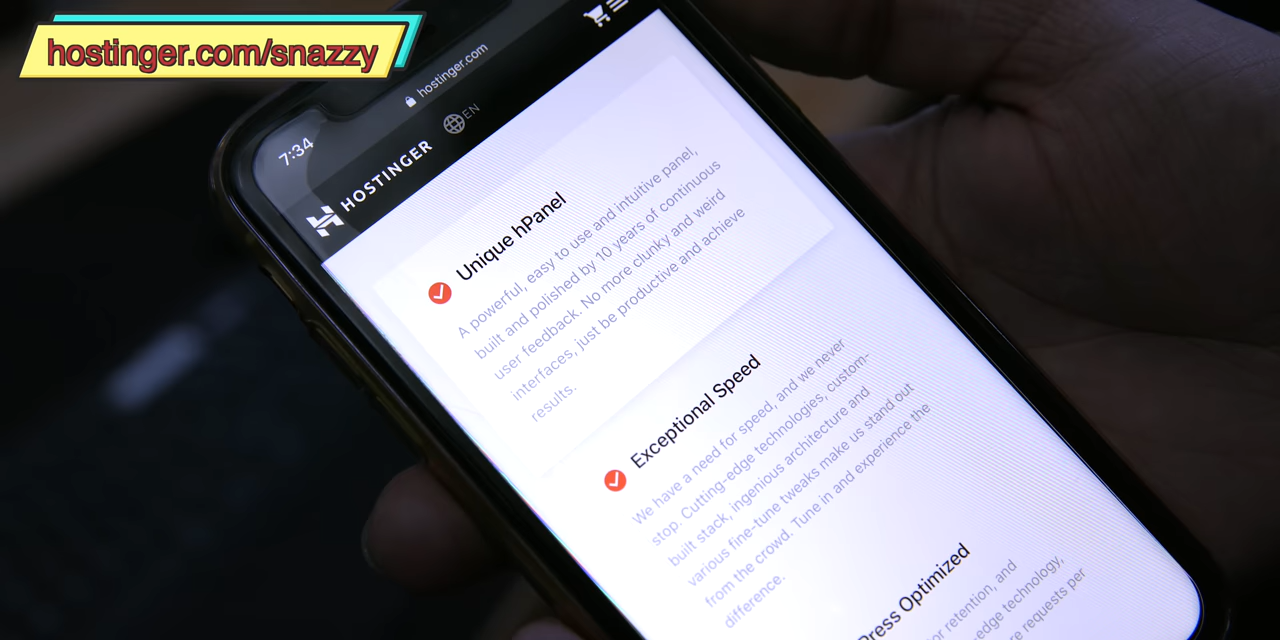 hostinger.com/snazzy
7:34
hostinger.com
HOSTINGER
EN
Unique hPanel
A powerful, easy to use and intuitive panel,
built and polished by 10 years of continuous
user feedback. No more clunky and weird
interfaces, just be productive and achieve
results.
Exceptional Speed
We have a need for speed, and we never
stop. Cutting-edge technologies, custom-
built stack, ingenious architecture and
various fine-tune tweaks make us stand out
from the crowd. Tune in and experience the
difference.
Press Optimized
or retention, and
edge technology,
re requests per